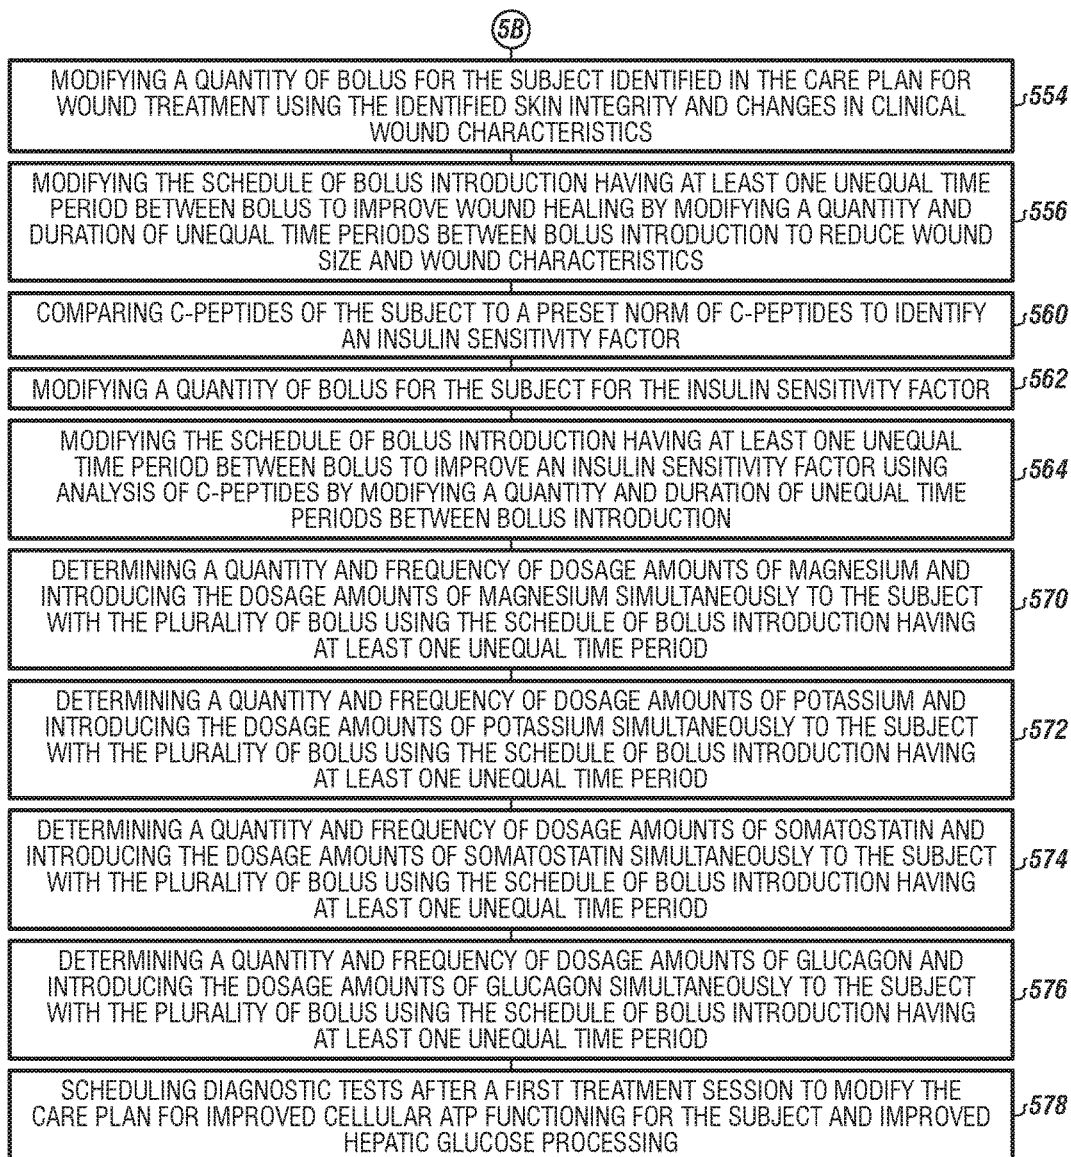 5B
MODIFYING A QUANTITY OF BOLUS FOR THE SUBJECT IDENTIFIED IN THE CARE PLAN FOR
WOUND TREATMENT USING THE IDENTIFIED SKIN INTEGRITY AND CHANGES IN CLINICAL
WOUND CHARACTERISTICS
554
MODIFYING THE SCHEDULE OF BOLUS INTRODUCTION HAVING AT LEAST ONE UNEQUAL TIME
PERIOD BETWEEN BOLUS TO IMPROVE WOUND HEALING BY MODIFYING A QUANTITY AND
DURATION OF UNEQUAL TIME PERIODS BETWEEN BOLUS INTRODUCTION TO REDUCE WOUND
SIZE AND WOUND CHARACTERISTICS
556
COMPARING C-PEPTIDES OF THE SUBJECT TO A PRESET NORM OF C-PEPTIDES TO IDENTIFY
AN INSULIN SENSITIVITY FACTOR
560
MODIFYING A QUANTITY OF BOLUS FOR THE SUBJECT FOR THE INSULIN SENSITIVITY FACTOR
562
MODIFYING THE SCHEDULE OF BOLUS INTRODUCTION HAVING AT LEAST ONE UNEQUAL
TIME PERIOD BETWEEN BOLUS TO IMPROVE AN INSULIN SENSITIVITY FACTOR USING
ANALYSIS OF C-PEPTIDES BY MODIFYING A QUANTITY AND DURATION OF UNEQUAL TIME
PERIODS BETWEEN BOLUS INTRODUCTION
564
DETERMINING A QUANTITY AND FREQUENCY OF DOSAGE AMOUNTS OF MAGNESIUM AND
INTRODUCING THE DOSAGE AMOUNTS OF MAGNESIUM SIMULTANEOUSLY TO THE SUBJECT
WITH THE PLURALITY OF BOLUS USING THE SCHEDULE OF BOLUS INTRODUCTION HAVING
AT LEAST ONE UNEQUAL TIME PERIOD
570
DETERMINING A QUANTITY AND FREQUENCY OF DOSAGE AMOUNTS OF POTASSIUM AND
INTRODUCING THE DOSAGE AMOUNTS OF POTASSIUM SIMULTANEOUSLY TO THE SUBJECT
WITH THE PLURALITY OF BOLUS USING THE SCHEDULE OF BOLUS INTRODUCTION HAVING
AT LEAST ONE UNEQUAL TIME PERIOD
572
DETERMINING A QUANTITY AND FREQUENCY OF DOSAGE AMOUNTS OF SOMATOSTATIN AND
INTRODUCING THE DOSAGE AMOUNTS OF SOMATOSTATIN SIMULTANEOUSLY TO THE SUBJECT
WITH THE PLURALITY OF BOLUS USING THE SCHEDULE OF BOLUS INTRODUCTION HAVING
AT LEAST ONE UNEQUAL TIME PERIOD
574
DETERMINING A QUANTITY AND FREQUENCY OF DOSAGE AMOUNTS OF GLUCAGON AND
INTRODUCING THE DOSAGE AMOUNTS OF GLUCAGON SIMULTANEOUSLY TO THE SUBJECT
WITH THE PLURALITY OF BOLUS USING THE SCHEDULE OF BOLUS INTRODUCTION HAVING
AT LEAST ONE UNEQUAL TIME PERIOD
576
SCHEDULING DIAGNOSTIC TESTS AFTER A FIRST TREATMENT SESSION TO MODIFY THE
CARE PLAN FOR IMPROVED CELLULAR ATP FUNCTIONING FOR THE SUBJECT AND IMPROVED
HEPATIC GLUCOSE PROCESSING
578